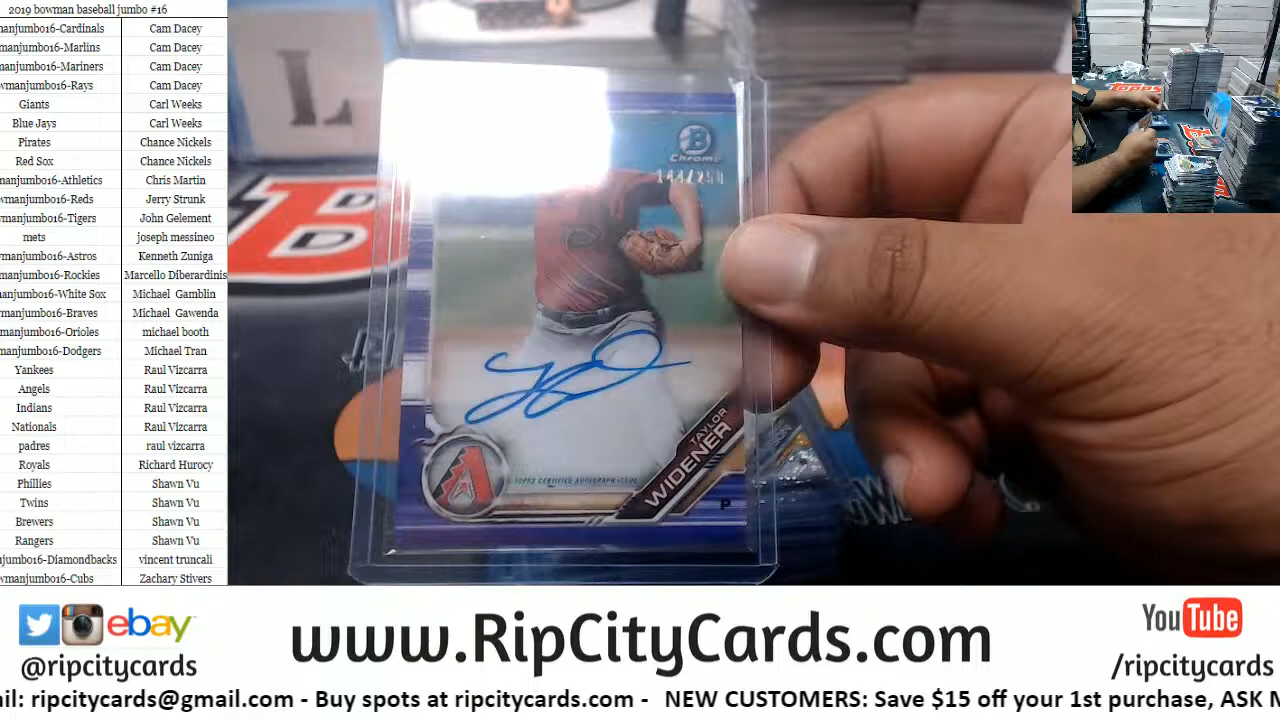 2019 bowman baseball jumbo #16
manjumbo16-Cardinals Cam Dacey
manjumbo16-Marlins Cam Dacey
manjumbo16-Mariners Cam Dacey
wmanjumbo16-Rays Cam Dacey
Giants Carl Weeks
Blue Jays Carl Weeks
Pirates Chance Nickels
Red Sox Chance Nickels
manjumbo16-Athletics Chris Martin
wmanjumbo16-Reds Jerry Strunk
wmanjumbo16-Tigers John Gelement
mets joseph messineo
wmanjumbo16-Astros Kenneth Zuniga
manjumbo16-Rockies Marcello Diberardinis
manjumbo16-White Sox Michael Gamblin
manjumbo16-Braves Michael Gawenda
manjumbo16-Orioles michael booth
manjumbo16-Dodgers Michael Tran
Yankees Raul Vizcarra
Angels Raul Vizcarra
Indians Raul Vizcarra
Nationals Raul Vizcarra
padres raul vizcarra
Royals Richard Hurocy
Phillies Shawn Vu
Twins Shawn Vu
Brewers Shawn Vu
Rangers Shawn Vu
njumbo16-Diamondbacks vincent truncali
wmanjumbo16-Cubs Zachary Stivers
L
B
D
D
Chrome
TOPPS CERTIFIED AUTOGRAPH ISSUE
TAYLOR
WIDENER
P
A
Topps
ebay
@ripcitycards
www.RipCityCards.com
YouTube
/ripcitycards
ail: ripcitycards@gmail.com - Buy spots at ripcitycards.com - NEW CUSTOMERS: Save $15 off your 1st purchase, ASK M